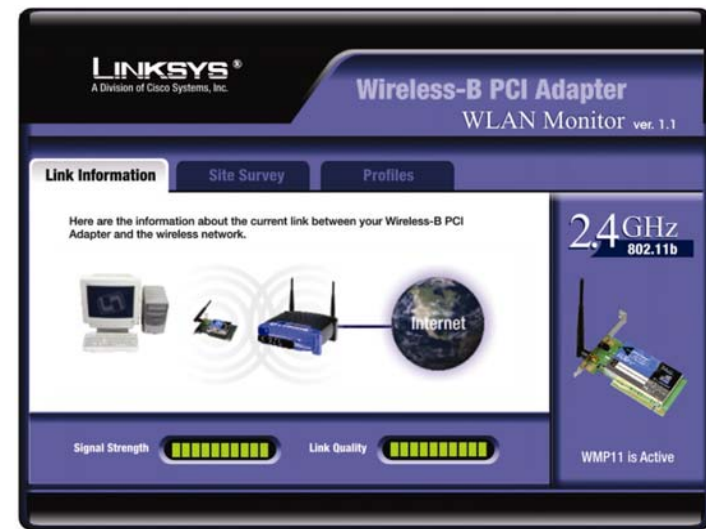 LINKSYS®
A Division of Cisco Systems, Inc.
Wireless-B PCI Adapter
WLAN Monitor ver. 1.1
Link Information
Site Survey
Profiles
Here are the information about the current link between your Wireless-B PCI
Adapter and the wireless network.
Internet
2.4GHz
802.11b
Signal Strength
Link Quality
WMP11 is Active